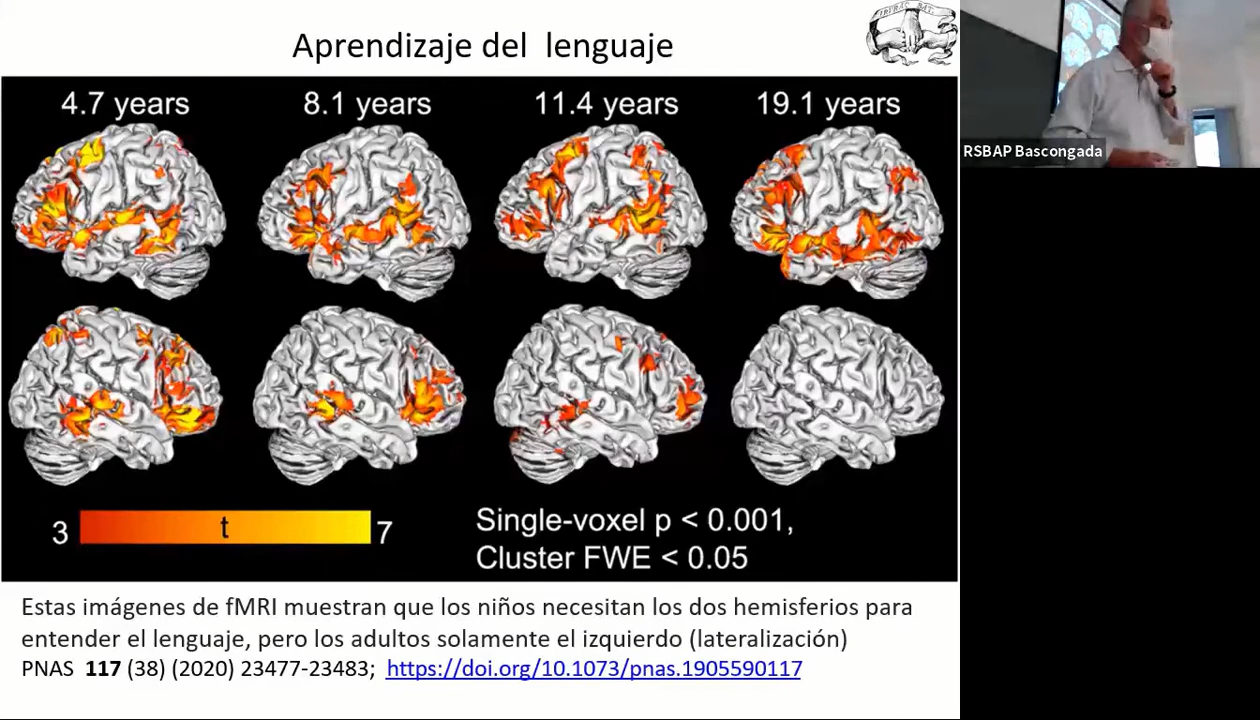 Aprendizaje del  lenguaje
4.7 years
8.1 years
11.4 years
19.1 years
3
t
7
Single-voxel p < 0.001,
Cluster FWE < 0.05
Estas imágenes de fMRI muestran que los niños necesitan los dos hemisferios para
entender el lenguaje, pero los adultos solamente el izquierdo (lateralización)
PNAS  117 (38) (2020) 23477-23483;  https://doi.org/10.1073/pnas.1905590117
RSBAP Bascongada